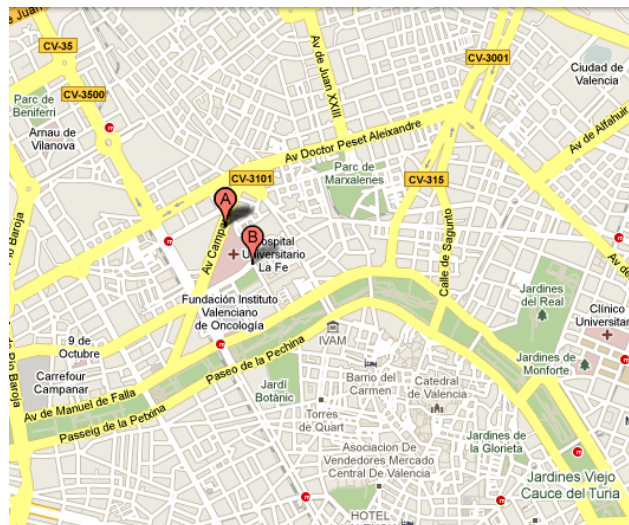 de Juan
CV-35
CV-3500
Parc de
Beniferri
Arnau de
Vilanova
Av de Juan XXIII
CV-3001
Ciudad de
Valencia
Av de Alfahuir
Av Doctor Peset Aleixandre
Parc de
Marxalenes
CV-3101
CV-315
A
B
Hospital
Universitario
La Fe
Calle de Sagunto
Av de
Baroja
Fundación Instituto
Valenciano
de Oncología
Jardines
del Real
Clínico
Universitar
9 de
Octubre
IVAM
Carrefour
Campanar
Paseo de la Pechina
Jardí
Botànic
Barrio del
Carmen
Catedral
de Valencia
Jardines de
Monforte
Av de Manuel de Falla
Passeig de la Petxina
Torres
de Quart
Asociacion De
Vendedores Mercado
Central De Valencia
Jardines de
la Glorieta
Jardines Viejo
Cauce del Turia
HOTEL